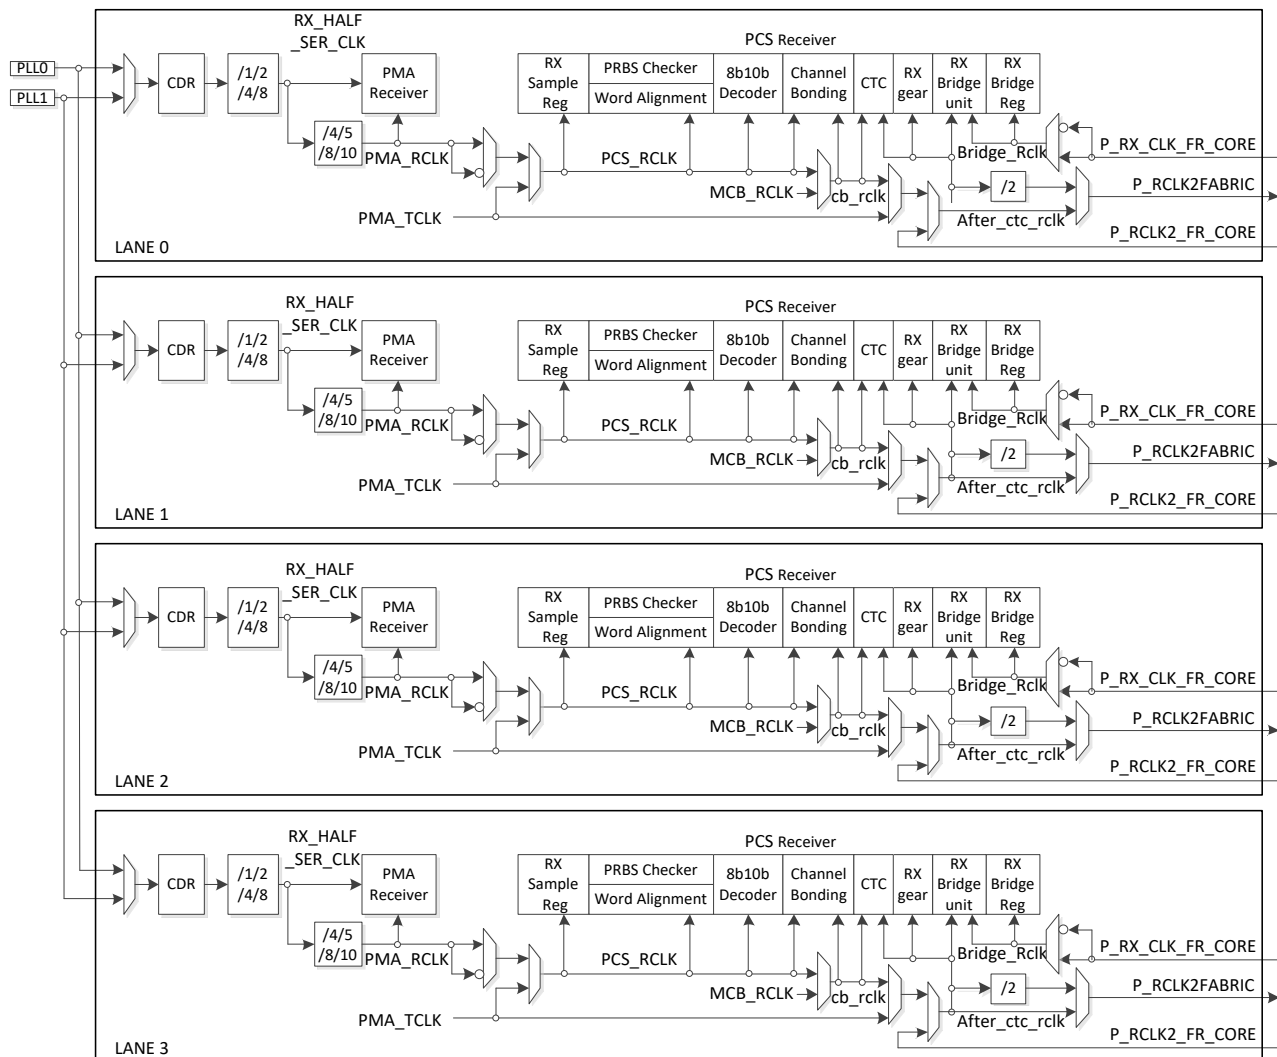 PLL0
PLL1
RX_HALF
_SER_CLK
PCS Receiver
CDR
/1/2
/4/8
PMA
Receiver
/4/5
/8/10
PMA_RCLK
RX
Sample
Reg
PRBS Checker
Word Alignment
8b10b
Decoder
Channel
Bonding
CTC
RX
gear
RX
Bridge
unit
RX
Bridge
Reg
PCS_RCLK
MCB_RCLK
cb_rclk
Bridge_Rclk
/2
After_ctc_rclk
P_RX_CLK_FR_CORE
P_RCLK2FABRIC
P_RCLK2_FR_CORE
PMA_TCLK
LANE 0
RX_HALF
_SER_CLK
PCS Receiver
CDR
/1/2
/4/8
PMA
Receiver
/4/5
/8/10
PMA_RCLK
RX
Sample
Reg
PRBS Checker
Word Alignment
8b10b
Decoder
Channel
Bonding
CTC
RX
gear
RX
Bridge
unit
RX
Bridge
Reg
PCS_RCLK
MCB_RCLK
cb_rclk
Bridge_Rclk
/2
After_ctc_rclk
P_RX_CLK_FR_CORE
P_RCLK2FABRIC
P_RCLK2_FR_CORE
PMA_TCLK
LANE 1
RX_HALF
_SER_CLK
PCS Receiver
CDR
/1/2
/4/8
PMA
Receiver
/4/5
/8/10
PMA_RCLK
RX
Sample
Reg
PRBS Checker
Word Alignment
8b10b
Decoder
Channel
Bonding
CTC
RX
gear
RX
Bridge
unit
RX
Bridge
Reg
PCS_RCLK
MCB_RCLK
cb_rclk
Bridge_Rclk
/2
After_ctc_rclk
P_RX_CLK_FR_CORE
P_RCLK2FABRIC
P_RCLK2_FR_CORE
PMA_TCLK
LANE 2
RX_HALF
_SER_CLK
PCS Receiver
CDR
/1/2
/4/8
PMA
Receiver
/4/5
/8/10
PMA_RCLK
RX
Sample
Reg
PRBS Checker
Word Alignment
8b10b
Decoder
Channel
Bonding
CTC
RX
gear
RX
Bridge
unit
RX
Bridge
Reg
PCS_RCLK
MCB_RCLK
cb_rclk
Bridge_Rclk
/2
After_ctc_rclk
P_RX_CLK_FR_CORE
P_RCLK2FABRIC
P_RCLK2_FR_CORE
PMA_TCLK
LANE 3